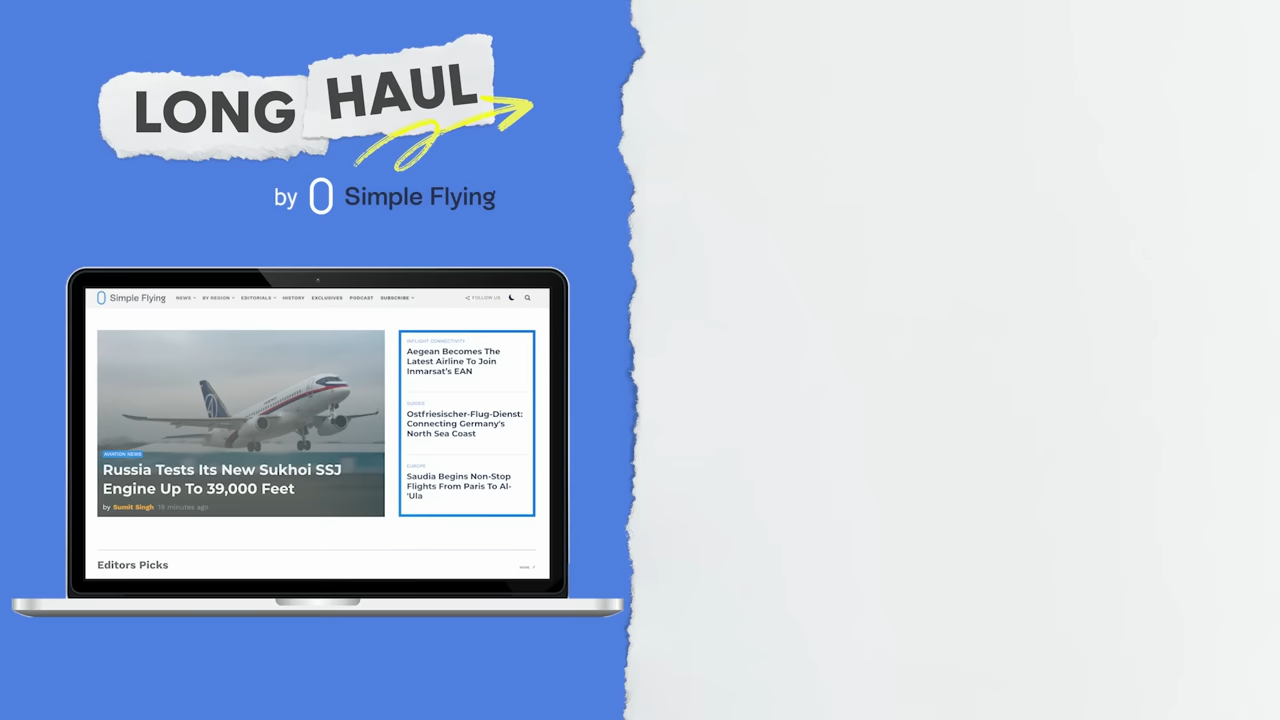 LONG HAUL
by Simple Flying
Simple Flying NEWS BY REGION EDITORIALS HISTORY EXCLUSIVES PODCAST SUBSCRIBE FOLLOW US
AVIATION NEWS
Russia Tests Its New Sukhoi SSJ
Engine Up To 39,000 Feet
by Sumit Singh 19 minutes ago
INFLIGHT CONNECTIVITY
Aegean Becomes The
Latest Airline To Join
Inmarsat's EAN
GUIDES
Ostfriesischer-Flug-Dienst:
Connecting Germany's
North Sea Coast
EUROPE
Saudia Begins Non-Stop
Flights From Paris To Al-
'Ula
Editors Picks